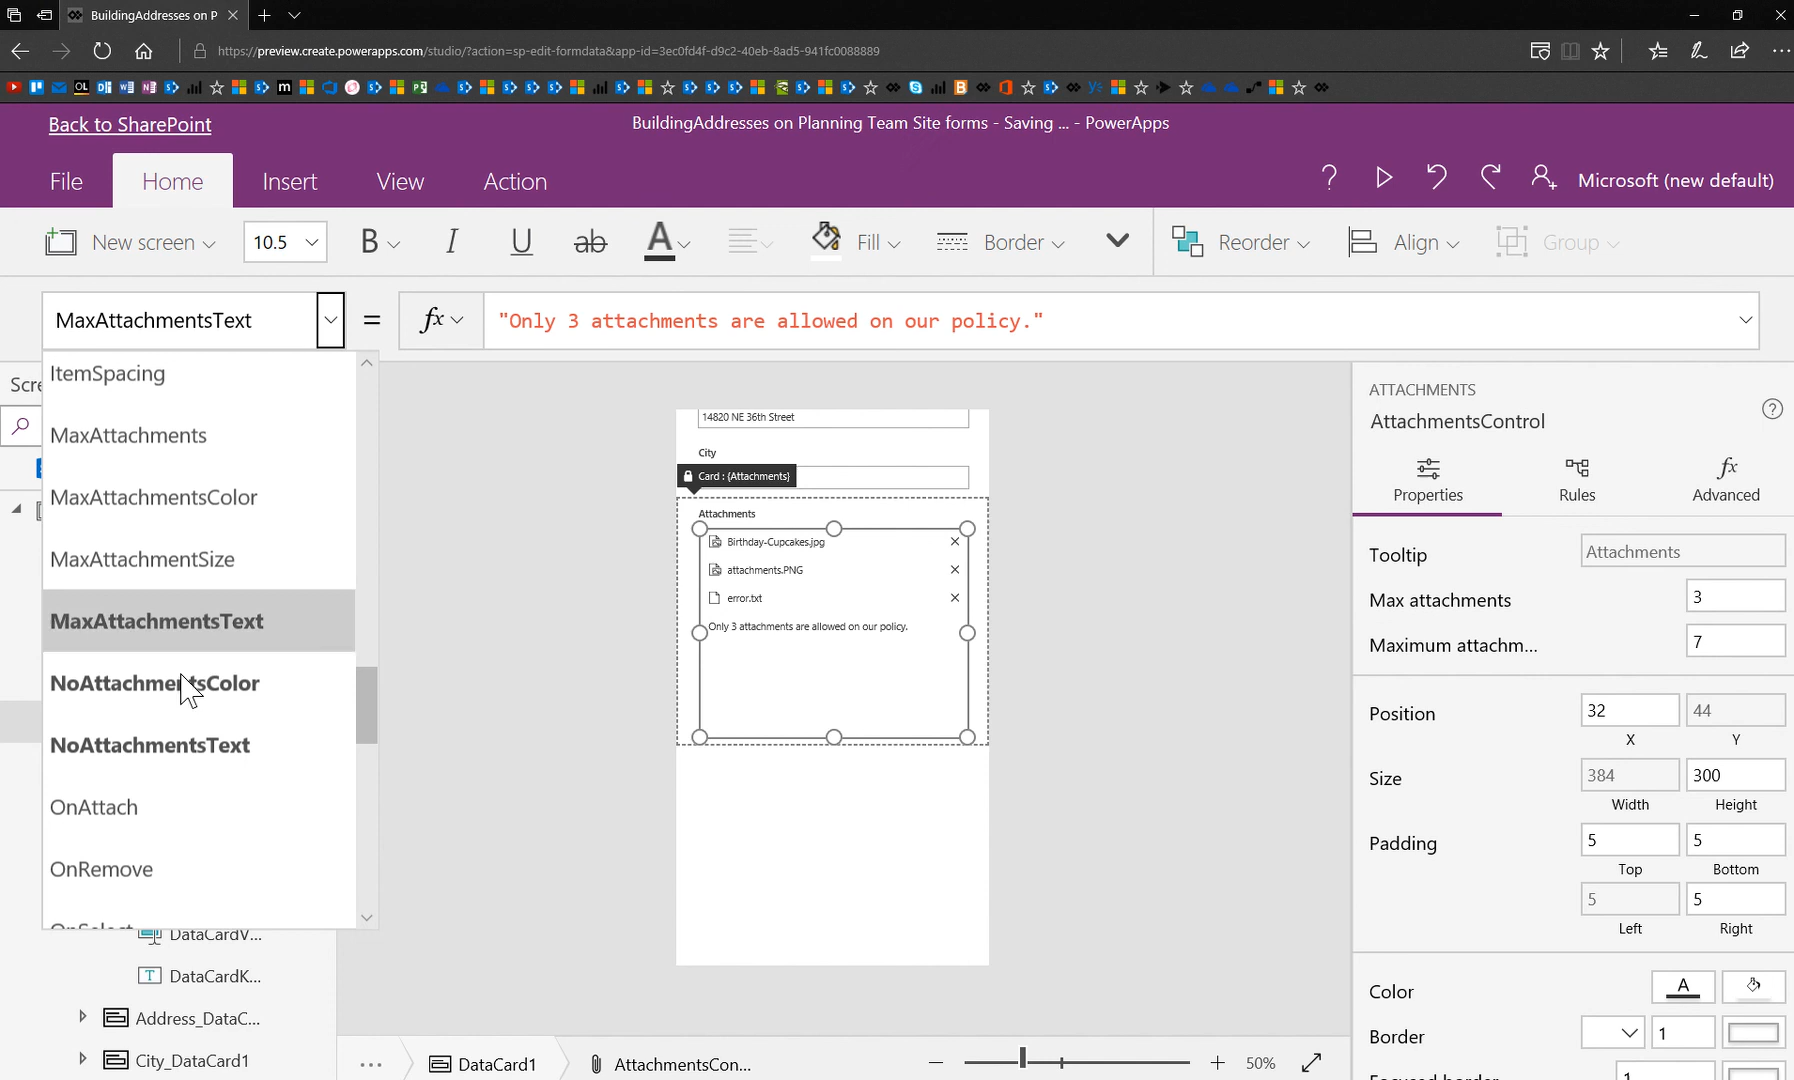 BuildingAddresses on P
https://preview.create.powerapps.com/studio/?action=sp-edit-formdata&app-id=3ec0fd4f-d9c2-40eb-8ad5-941fc0088889
Back to SharePoint
BuildingAddresses on Planning Team Site forms - Saving ... - PowerApps
File Home Insert View Action
Microsoft (new default)
New screen 10.5 B I U ab A Fill Border Reorder Align Group
MaxAttachmentsText = fx "Only 3 attachments are allowed on our policy."
Scre
ItemSpacing
MaxAttachments
MaxAttachmentsColor
MaxAttachmentSize
MaxAttachmentsText
NoAttachmentsColor
NoAttachmentsText
OnAttach
OnRemove
OnSelect
DataCardV...
DataCardK...
Address_DataC...
City_DataCard1
14820 NE 36th Street
City
Card : {Attachments}
Attachments
Birthday-Cupcakes.jpg
attachments.PNG
error.txt
Only 3 attachments are allowed on our policy.
... DataCard1 AttachmentsCon... 50%
ATTACHMENTS
AttachmentsControl
Properties Rules Advanced
Tooltip Attachments
Max attachments 3
Maximum attachm... 7
Position 32 44
X Y
Size 384 300
Width Height
Padding 5 5
Top Bottom
5 5
Left Right
Color A
Border 1
Focused border 1